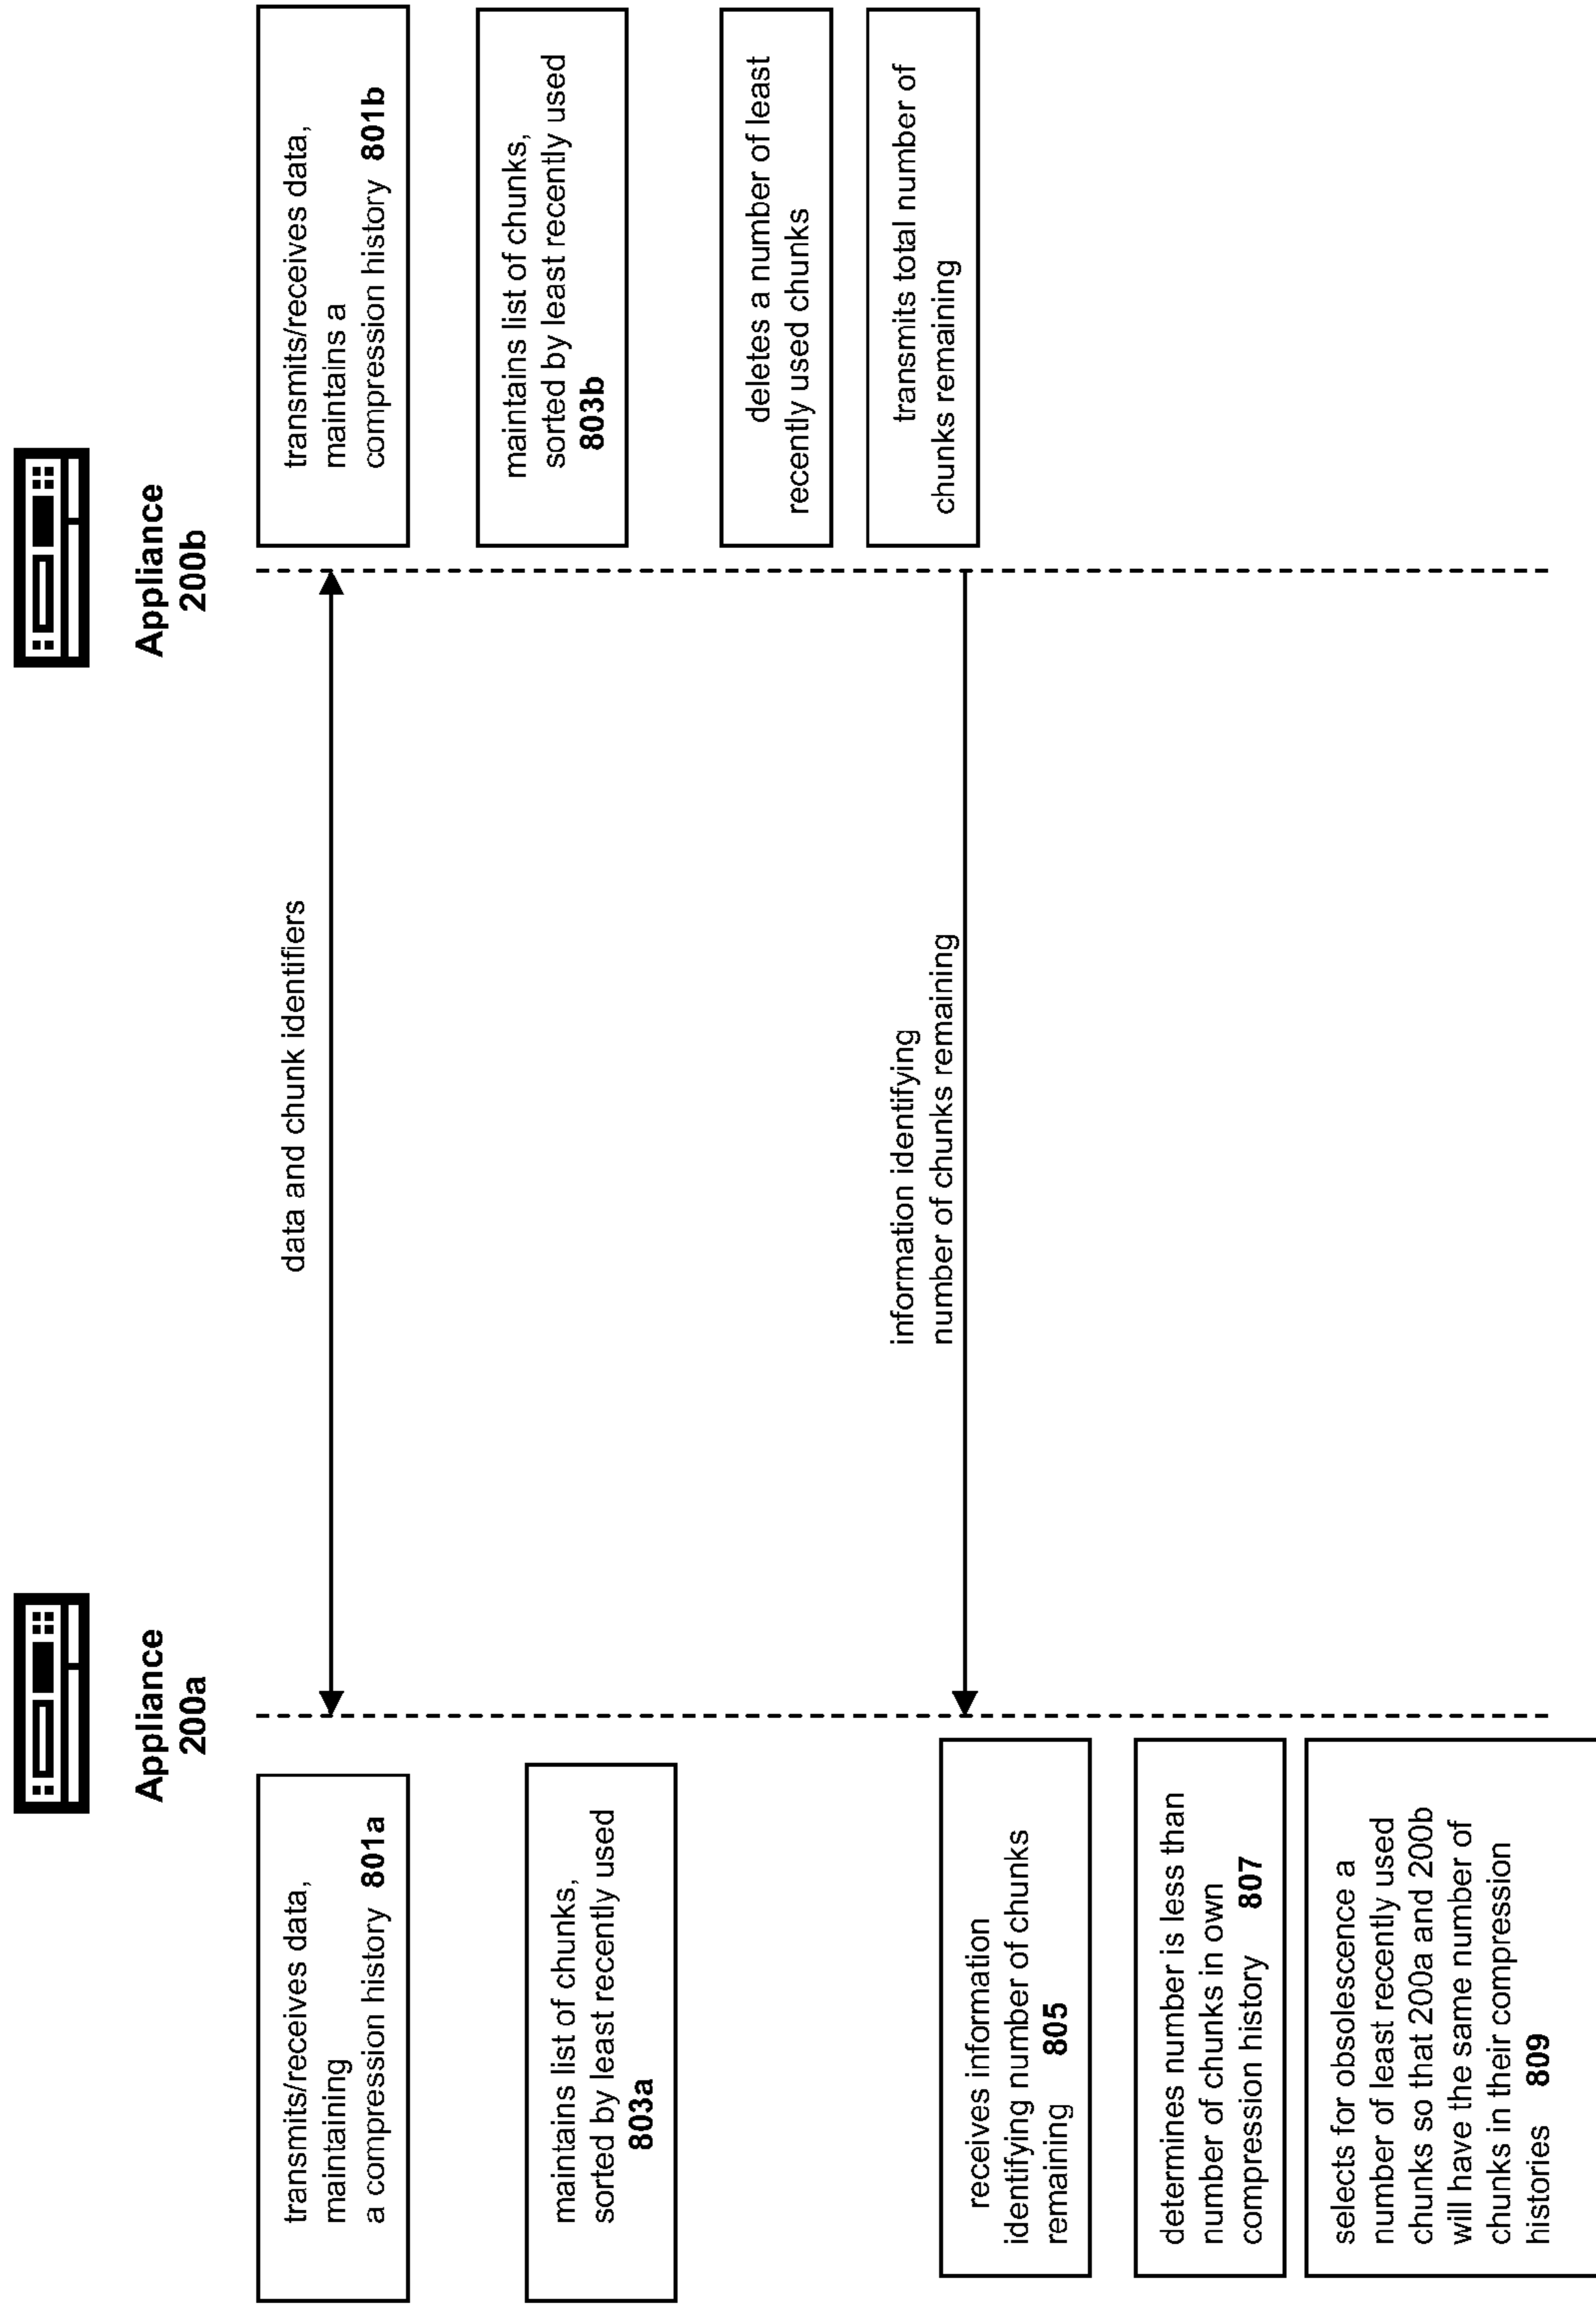 Appliance
200a
Appliance
200b
transmits/receives data,
maintaining
a compression history 801a
data and chunk identifiers
transmits/receives data,
maintains a
compression history 801b
maintains list of chunks,
sorted by least recently used
803a
maintains list of chunks,
sorted by least recently used
803b
deletes a number of least
recently used chunks
transmits total number of
chunks remaining
information identifying
number of chunks remaining
receives information
identifying number of chunks
remaining 805
determines number is less than
number of chunks in own
compression history 807
selects for obsolescence a
number of least recently used
chunks so that 200a and 200b
will have the same number of
chunks in their compression
histories 809